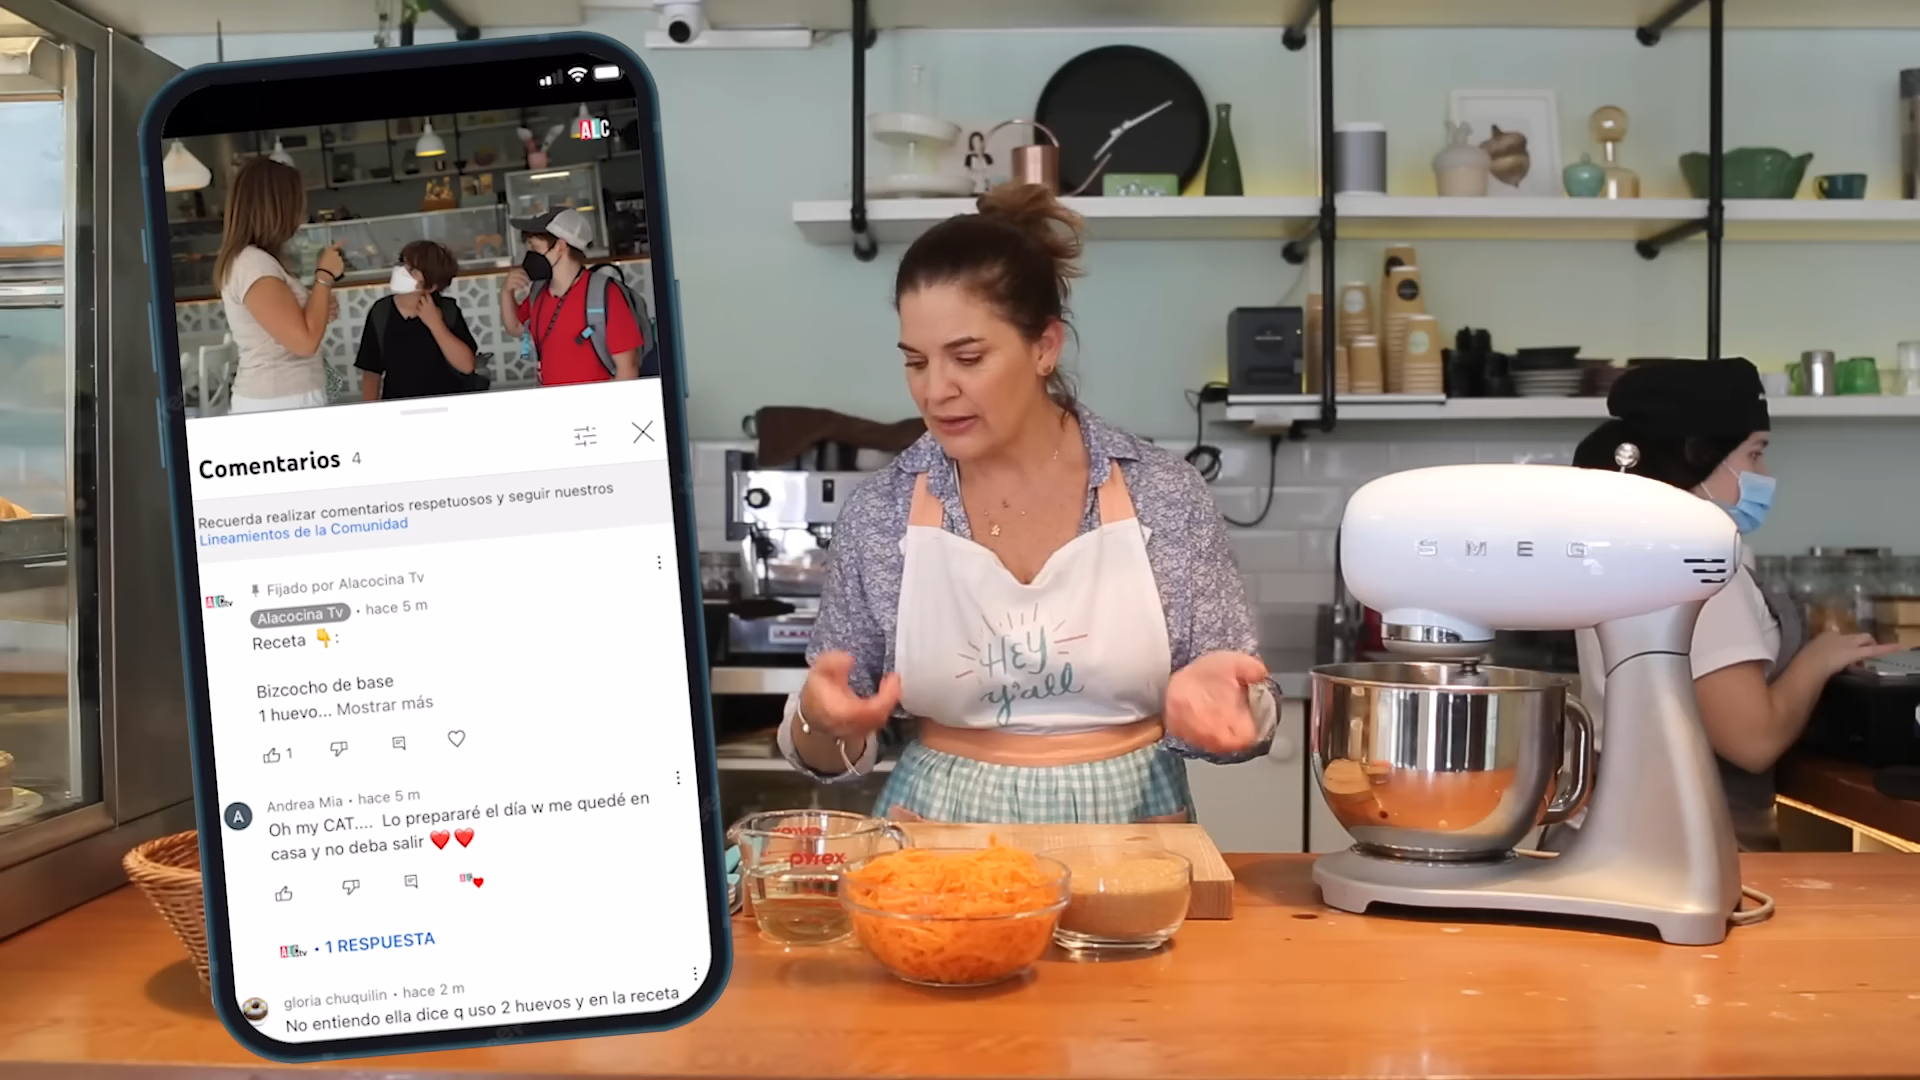 ALC
Comentarios 4
Recuerda realizar comentarios respetuosos y seguir nuestros
Lineamientos de la Comunidad
Fijado por Alacocina Tv
Alacocina Tv • hace 5 m
Receta 👇:
Bizcocho de base
1 huevo... Mostrar más
1
A
Andrea Mia • hace 5 m
Oh my CAT.... Lo prepararé el día w me quedé en
casa y no deba salir ❤️❤️
• 1 RESPUESTA
gloria chuquilin • hace 2 m
No entiendo ella dice q uso 2 huevos y en la receta
HEY
y'all
SMEG
PYREX